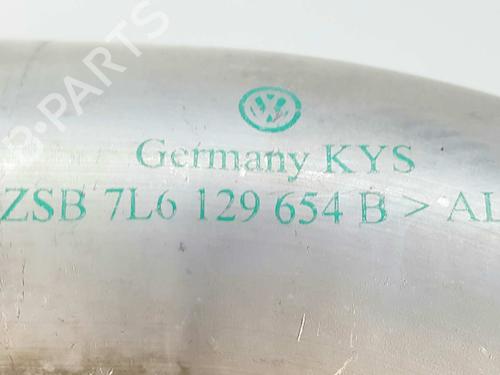 B-PARTS
Germany KYS
ZSB 7L6 129 654 B > AL